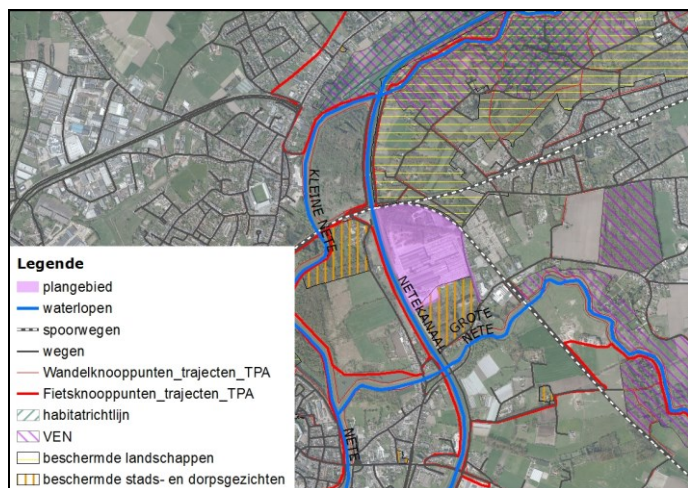 KLEINE NETE
NETEKANAAL
GROTE
NETE
NETE
Legende
plangebied
waterlopen
spoorwegen
wegen
Wandelknooppunten_trajecten_TPA
Fietsknooppunten_trajecten_TPA
habitatrichtlijn
VEN
beschermde landschappen
beschermde stads- en dorpsgezichten